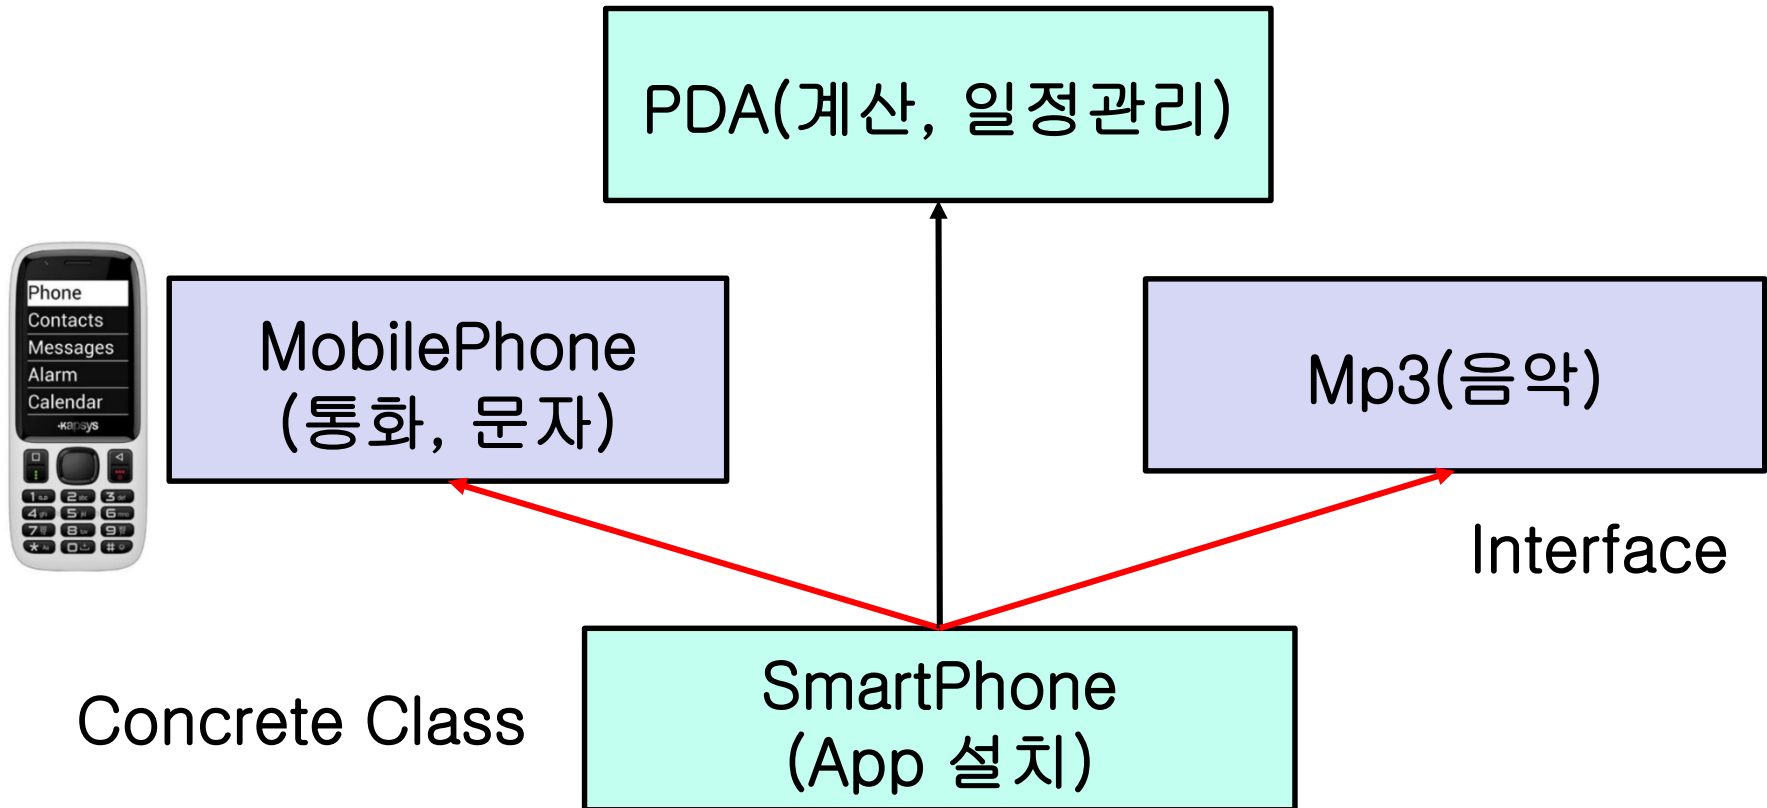 PDA(계산, 일정관리)
Phone
Contacts
Messages
Alarm
Calendar
KAPSYS
MobilePhone
(통화, 문자)
Mp3(음악)
Interface
Concrete Class
SmartPhone
(App 설치)